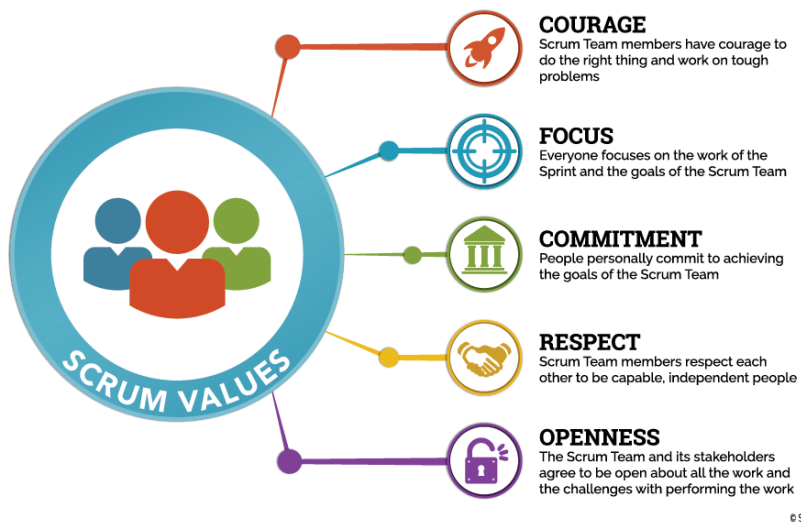 COURAGE
Scrum Team members have courage to
do the right thing and work on tough
problems
FOCUS
Everyone focuses on the work of the
Sprint and the goals of the Scrum Team
COMMITMENT
People personally commit to achieving
the goals of the Scrum Team
RESPECT
Scrum Team members respect each
other to be capable, independent people
OPENNESS
The Scrum Team and its stakeholders
agree to be open about all the work and
the challenges with performing the work
SCRUM VALUES
©